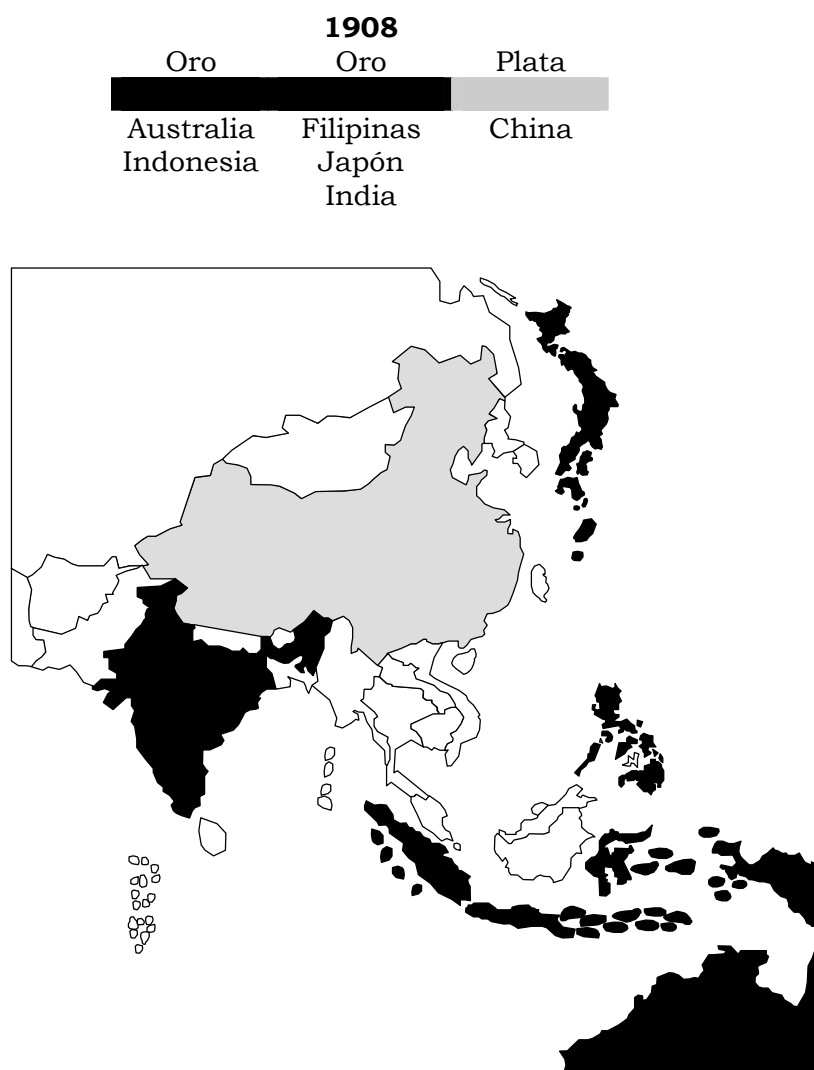 1908
Oro Oro Plata
Australia Filipinas China
Indonesia Japón
India